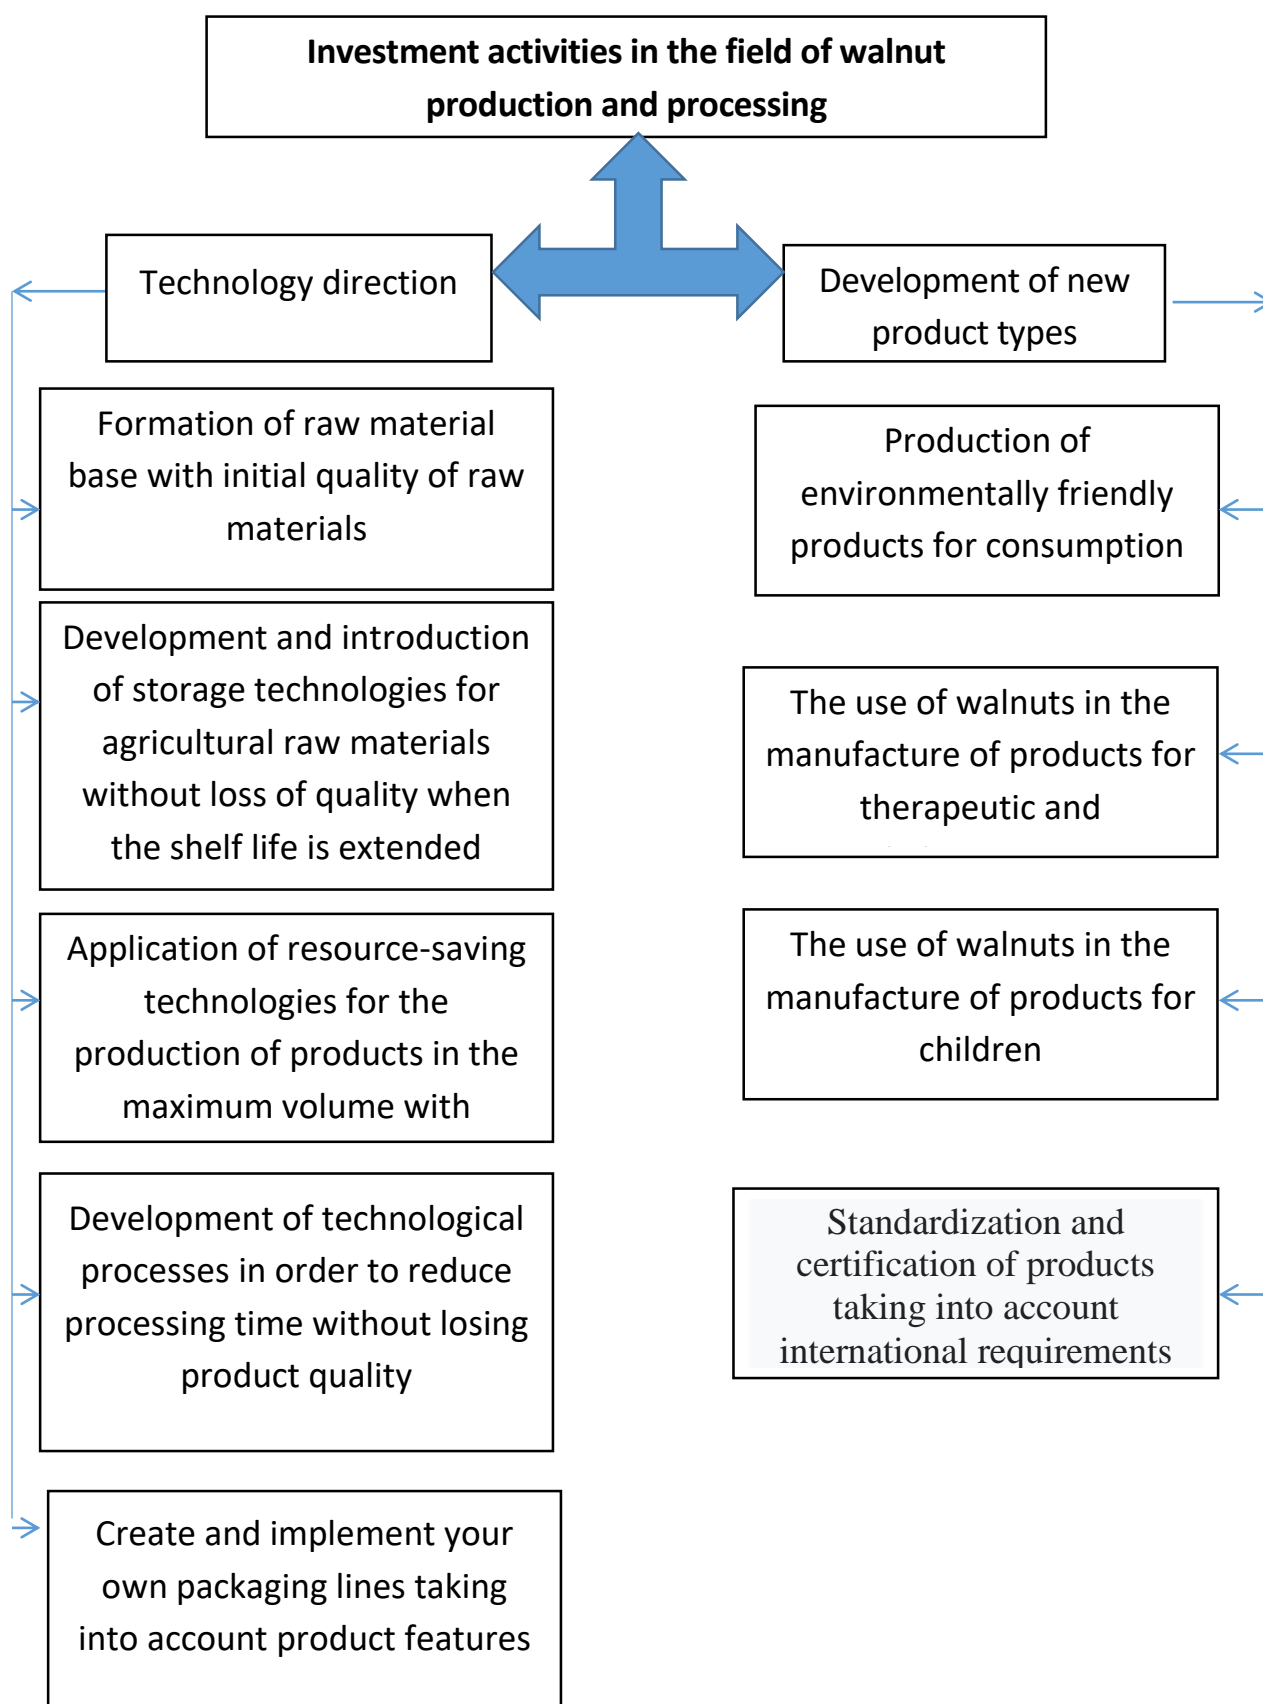 Investment activities in the field of walnut
production and processing
Technology direction
Development of new
product types
Formation of raw material
base with initial quality of raw
materials
Development and introduction
of storage technologies for
agricultural raw materials
without loss of quality when
the shelf life is extended
Application of resource-saving
technologies for the
production of products in the
maximum volume with
Development of technological
processes in order to reduce
processing time without losing
product quality
Create and implement your
own packaging lines taking
into account product features
Production of
environmentally friendly
products for consumption
The use of walnuts in the
manufacture of products for
therapeutic and
The use of walnuts in the
manufacture of products for
children
Standardization and
certification of products
taking into account
international requirements